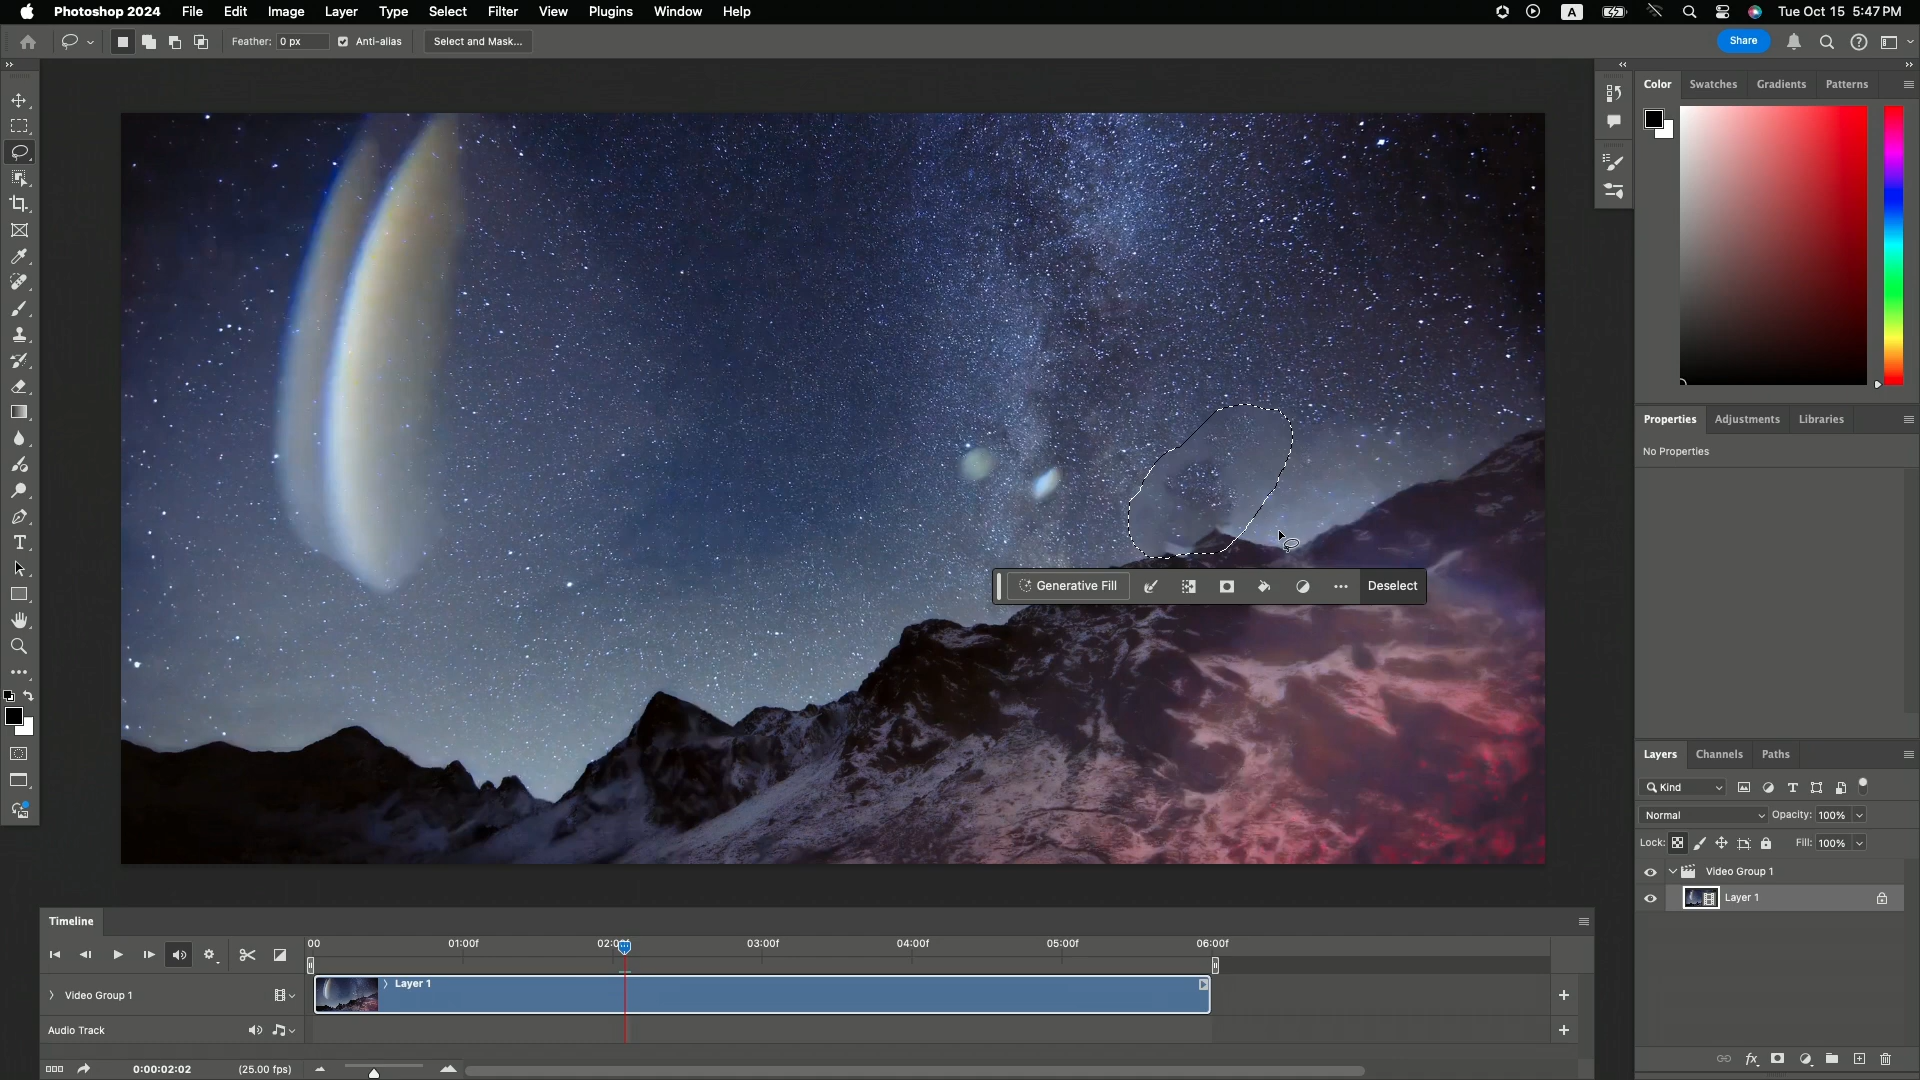 Photoshop 2024 File Edit Image Layer Type Select Filter View Plugins Window Help A Tue Oct 15 5:47 PM
Feather: 0 px Anti-alias Select and Mask... Share
Color Swatches Gradients Patterns
Properties Adjustments Libraries
No Properties
Generative Fill Deselect
Layers Channels Paths
Kind
Normal Opacity: 100%
Lock: Fill: 100%
Video Group 1
Layer 1
Timeline
00 01:00f 02:00f 03:00f 04:00f 05:00f 06:00f
Layer 1
Video Group 1
Audio Track
0:00:02:02 (25.00 fps)